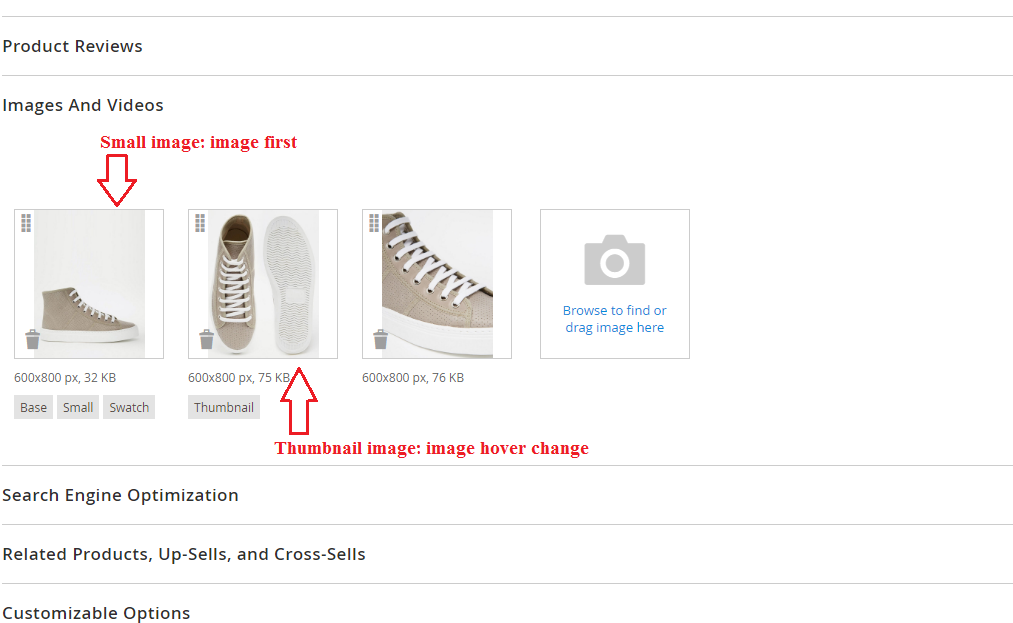 Product Reviews
Images And Videos
Small image: image first
Browse to find or
drag image here
600x800 px, 32 KB
600x800 px, 75 KB
600x800 px, 76 KB
Base Small Swatch
Thumbnail
Thumbnail image: image hover change
Search Engine Optimization
Related Products, Up-Sells, and Cross-Sells
Customizable Options